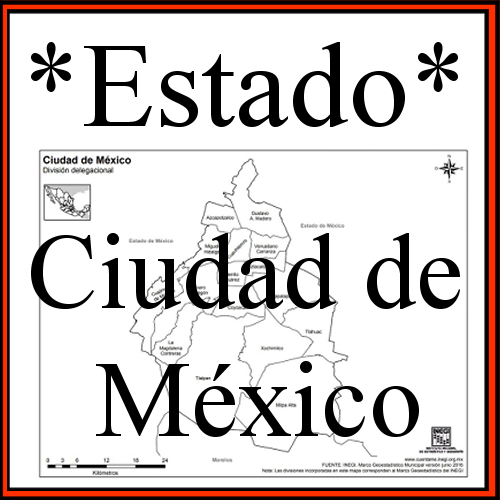 *Estado*
Ciudad de México
División delegacional
N
Gustavo
A. Madero
Azcapotzalco
Estado de México
Estado de México
Miguel
Hidalgo
Venustiano
Carranza
Ciudad de
Tláhuac
La
Magdalena
Contreras
Xochimilco
Tlalpan
Milpa Alta
México
INEGI
Morelos
0 3 6 12 18 24
Kilómetros
www.cuentame.inegi.org.mx
FUENTE: INEGI. Marco Geoestadístico Municipal versión junio 2016
Nota: Las divisiones incorporadas en este mapa corresponden al Marco Geoestadístico del INEGI